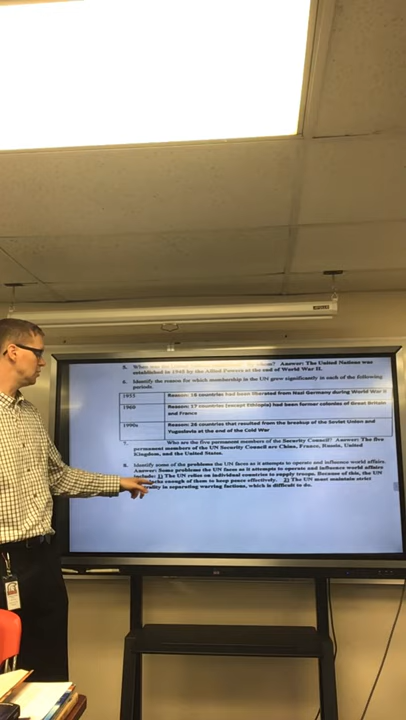 5. When Answer: The United Nations was
established in 1945 by the Allied Powers at the end of World War II.
6. Identify the reason for which membership in the UN grew significantly in each of the following
periods.
1955 Reason: 18 countries had been liberated from Nazi Germany during World War II
1960 Reason: 17 countries (except Ethiopia) had been former colonies of Great Britain
and France
1990s Reason: 26 countries that resulted from the breakup of the Soviet Union and
Yugoslavia at the end of the Cold War
7. Who are the five permanent members of the Security Council? Answer: The five
permanent members of the UN Security Council are China, France, Russia, United
Kingdom, and the United States.
8. Identify some of the problems the UN faces as it attempts to operate and influence world affairs.
Answer: Some problems the UN faces as it attempts to operate and influence world affairs
include: 1) The UN relies on individual countries to supply troops. Because of this, the UN
enough of them to keep peace effectively. 2) The UN must maintain strict
in separating warring factions, which is difficult to do.